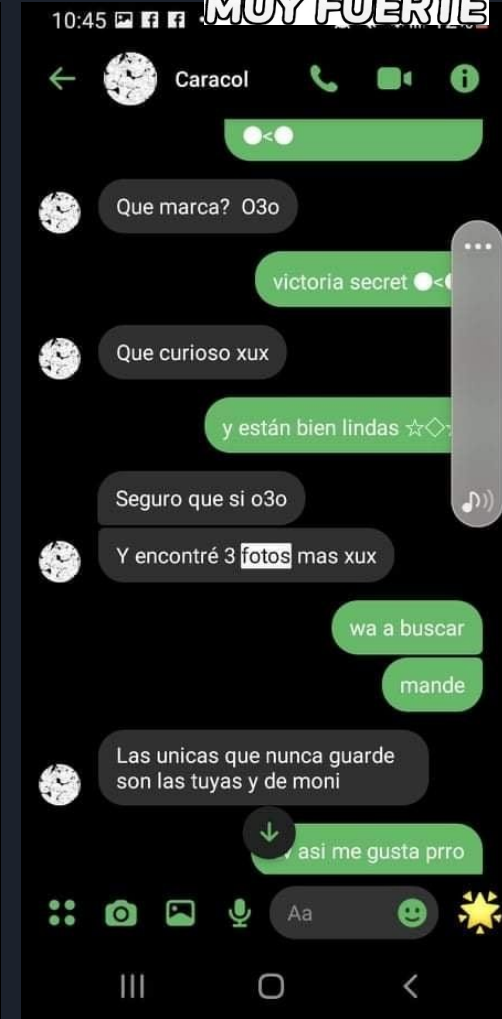 MUY FUERTE
10:45
Caracol
●<●
Que marca? O3o
victoria secret ●<
Que curioso xux
y están bien lindas ☆◇
Seguro que si o3o
Y encontré 3 fotos mas xux
wa a buscar
mande
Las unicas que nunca guarde
son las tuyas y de moni
asi me gusta prro
Aa